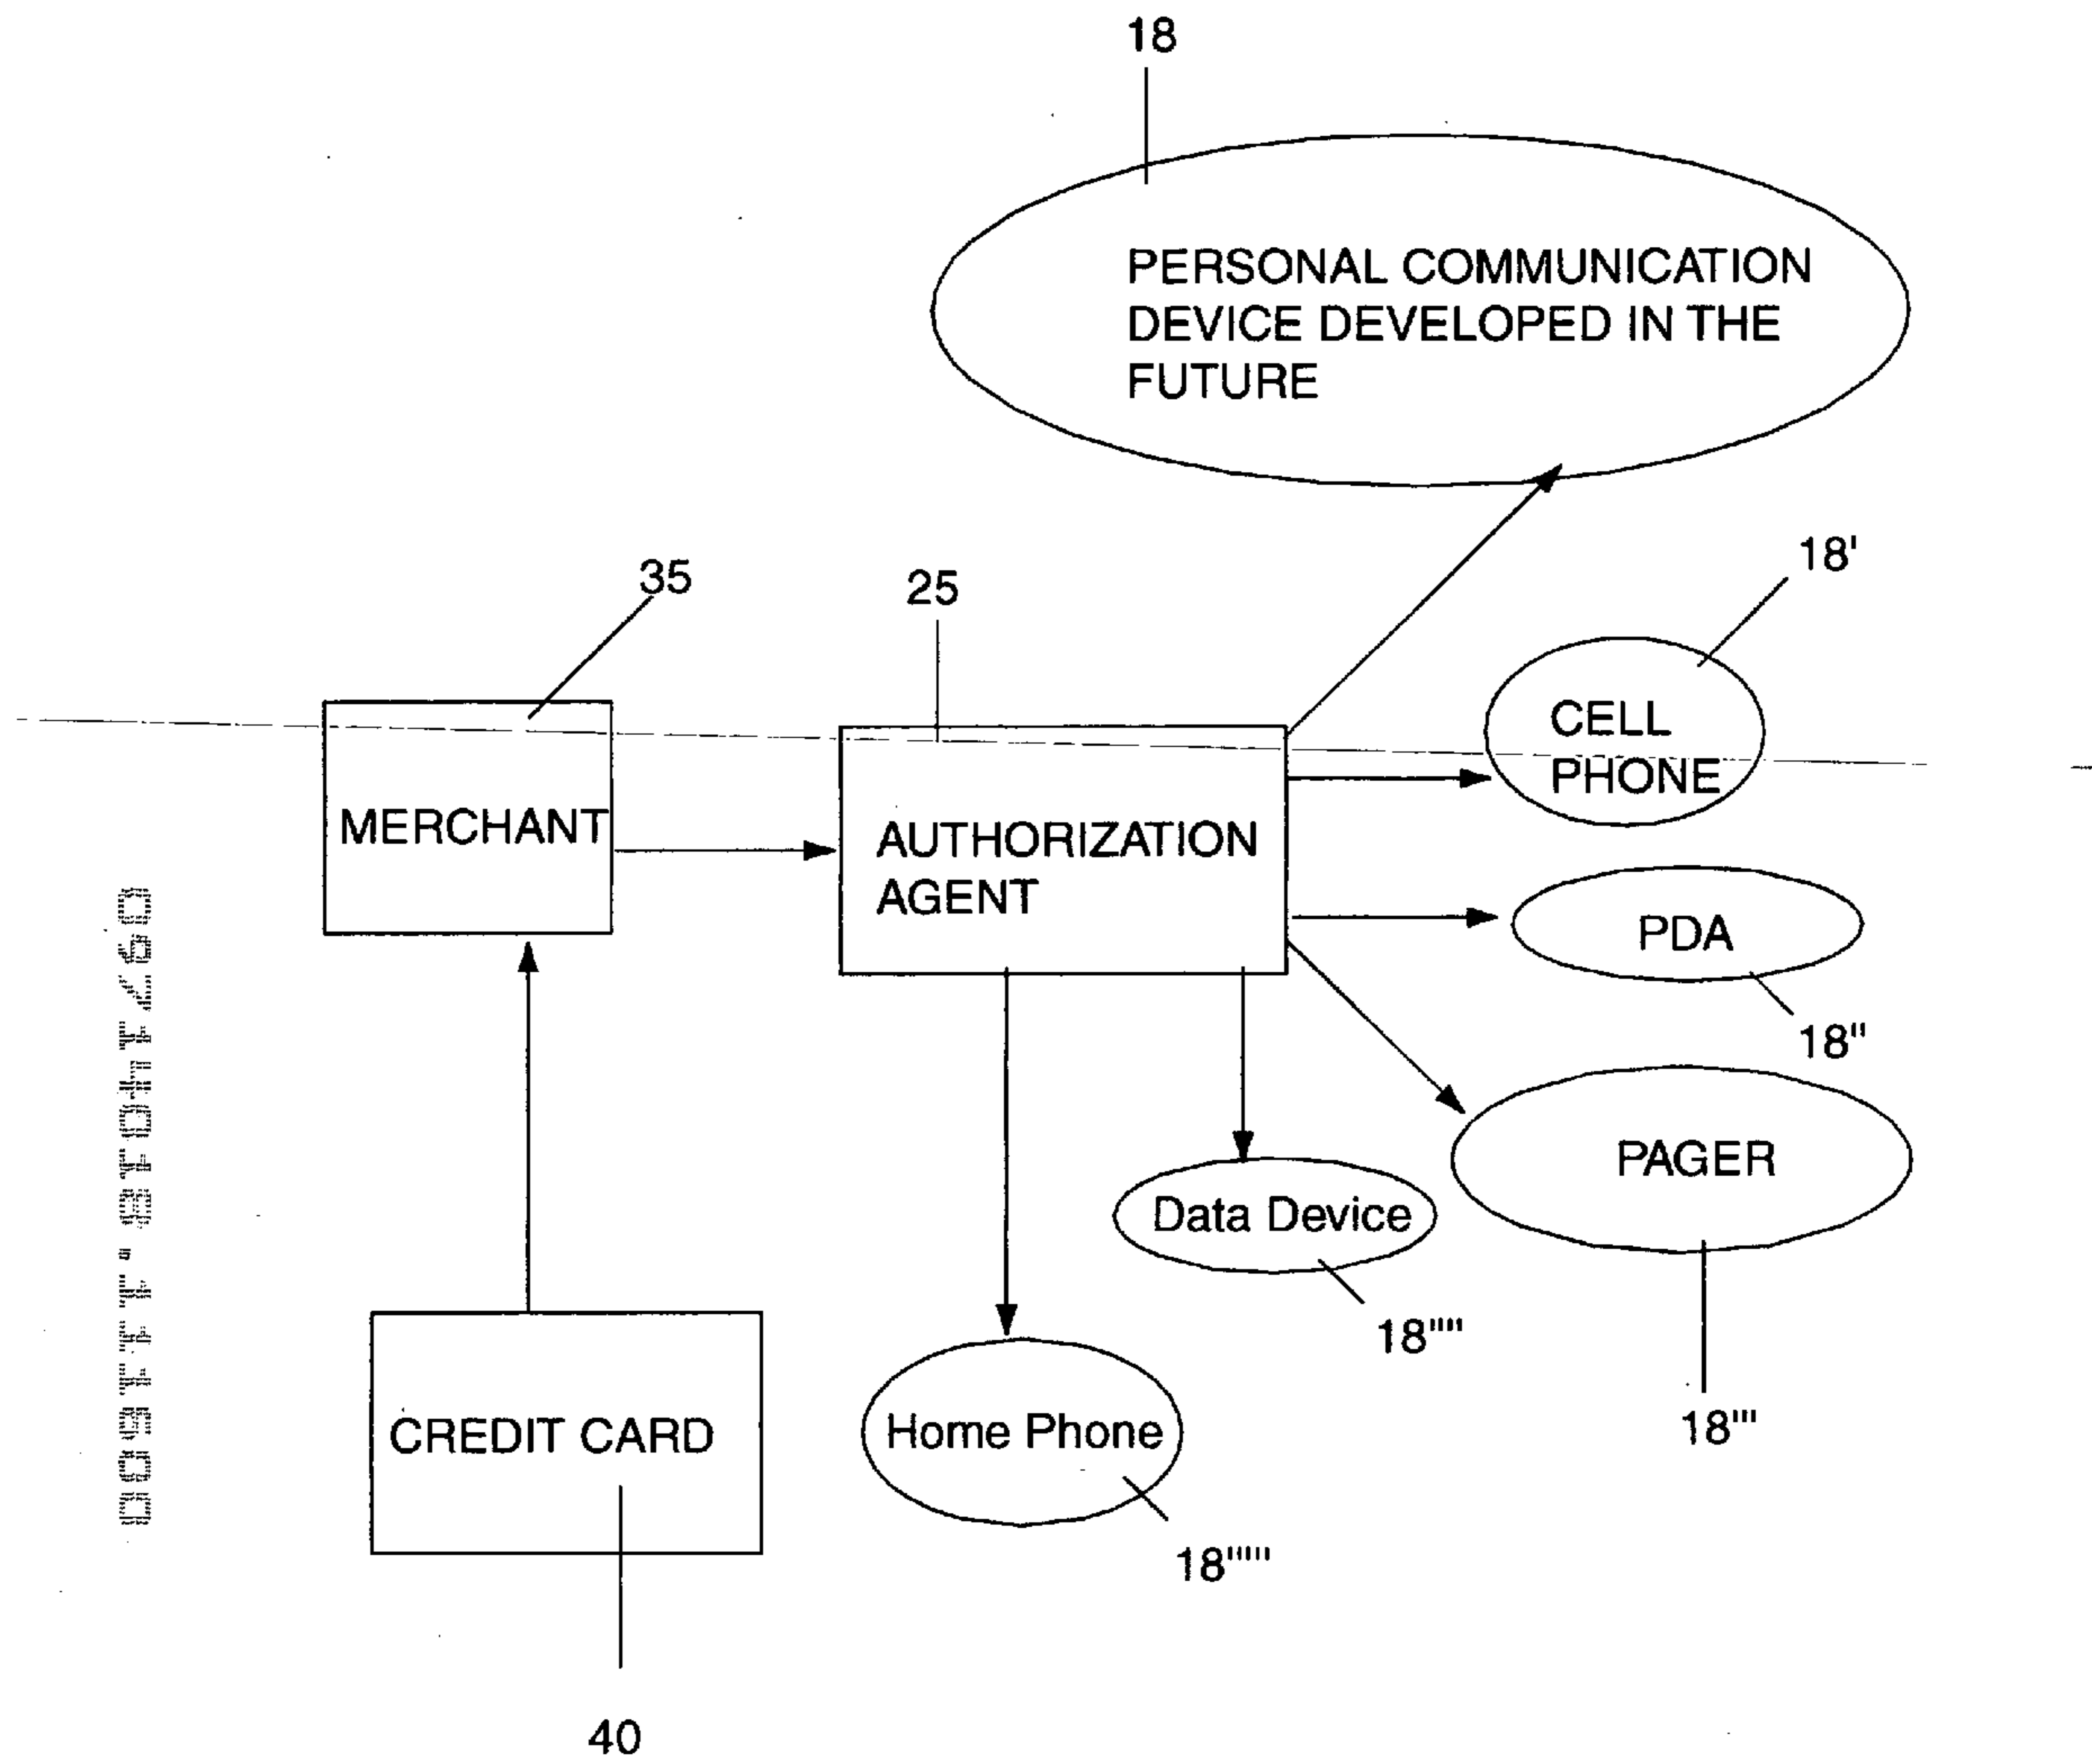 18
PERSONAL COMMUNICATION
DEVICE DEVELOPED IN THE
FUTURE
18'
35
25
CELL
PHONE
MERCHANT
AUTHORIZATION
AGENT
PDA
18"
PAGER
Data Device
18""
18"'
CREDIT CARD
Home Phone
18""'
40